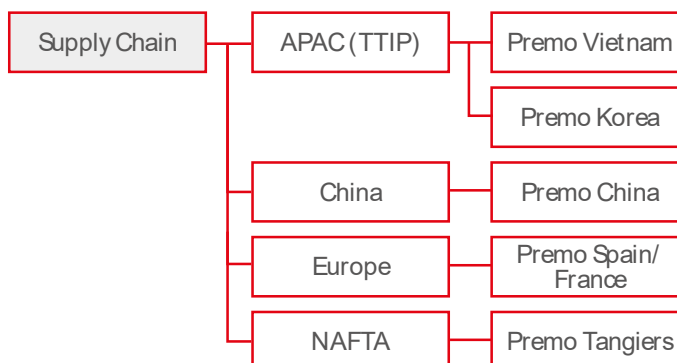 Supply Chain
APAC (TTIP)
Premo Vietnam
Premo Korea
China
Premo China
Europe
Premo Spain/
France
NAFTA
Premo Tangiers